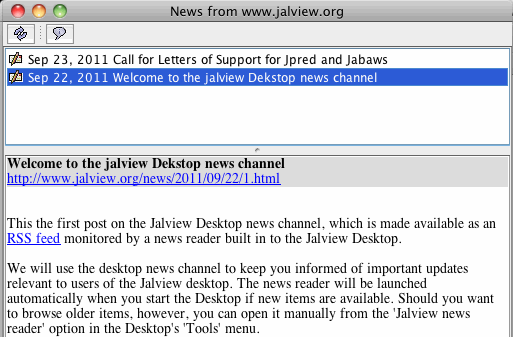 News from www.jalview.org
Sep 23, 2011 Call for Letters of Support for Jpred and Jabaws
Sep 22, 2011 Welcome to the jalview Dekstop news channel
Welcome to the jalview Dekstop news channel
http://www.jalview.org/news/2011/09/22/1.html
This the first post on the Jalview Desktop news channel, which is made available as an
RSS feed monitored by a news reader built in to the Jalview Desktop.
We will use the desktop news channel to keep you informed of important updates
relevant to users of the Jalview desktop. The news reader will be launched
automatically when you start the Desktop if new items are available. Should you want
to browse older items, however, you can open it manually from the 'Jalview news
reader' option in the Desktop's 'Tools' menu.